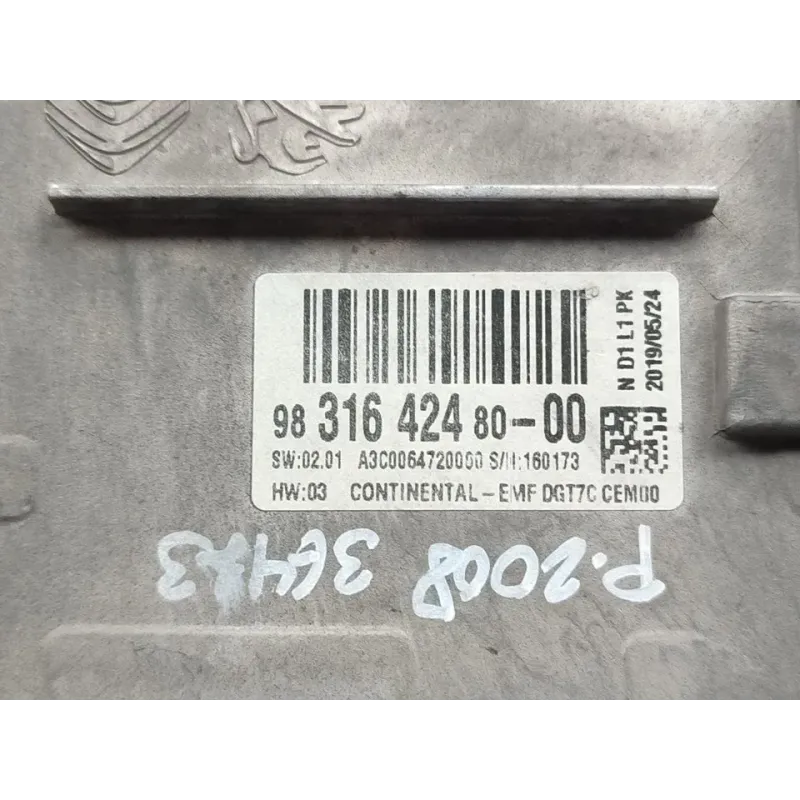 98 316 424 80-00
SW:02.01 A3C0064720000 S/N:160173
HW:03 CONTINENTAL-EMF DGT7C CEM00
N D1 L1 PK
2019/05/24
P.2008